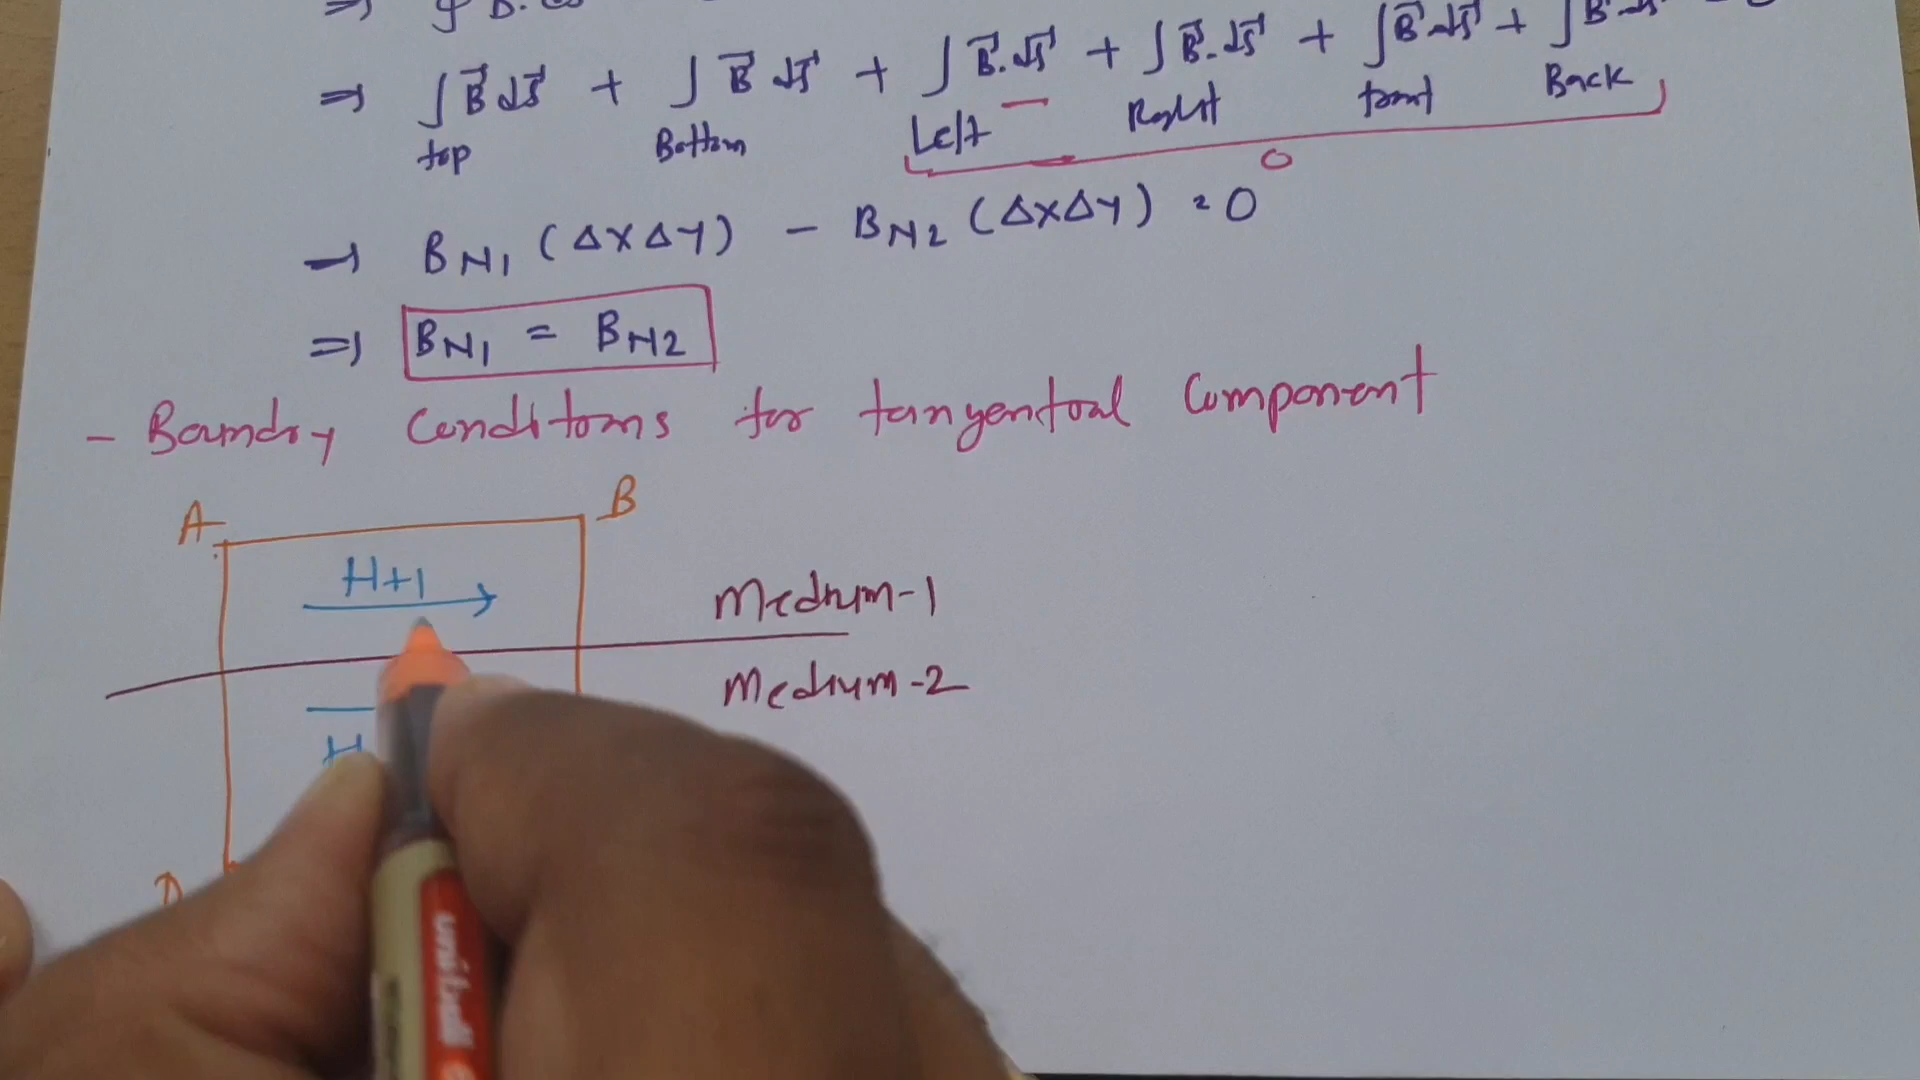 ∫ B⃗ ds⃗ + ∫ B⃗ ds⃗ + ∫ B⃗.ds⃗ + ∫ B⃗.ds⃗ + ∫ B⃗.ds⃗ + ∫ B⃗ ds⃗
top Bottom Left Right front Back
0
→ BN1 (ΔXΔY) - BN2 (ΔXΔY) = 0
⇒ BN1 = BN2
- Boundry Conditions for tangential Component
A B
Ht1
Medium-1
Medium-2
H
D
uni